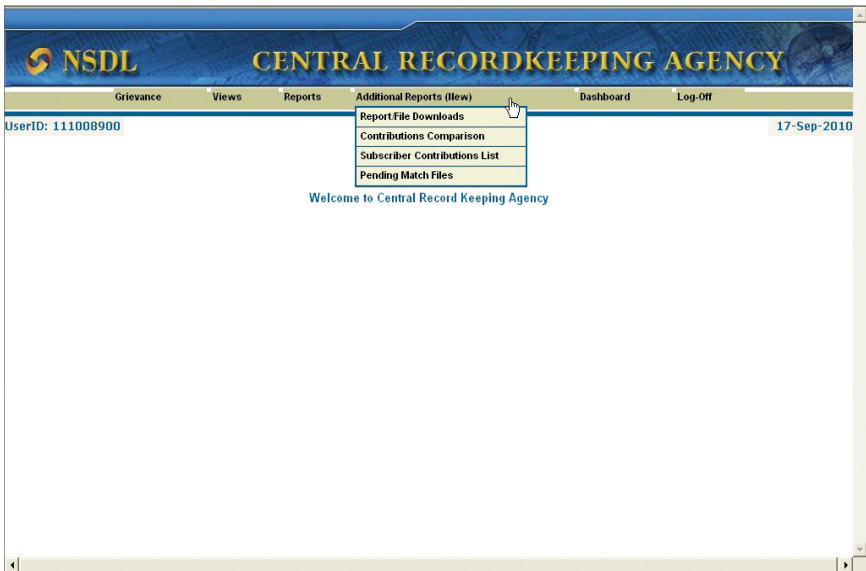 NSDL CENTRAL RECORDKEEPING AGENCY
Grievance Views Reports Additional Reports (New) Dashboard Log-Off
UserID: 111008900 17-Sep-2010
Report/File Downloads
Contributions Comparison
Subscriber Contributions List
Pending Match Files
Welcome to Central Record Keeping Agency